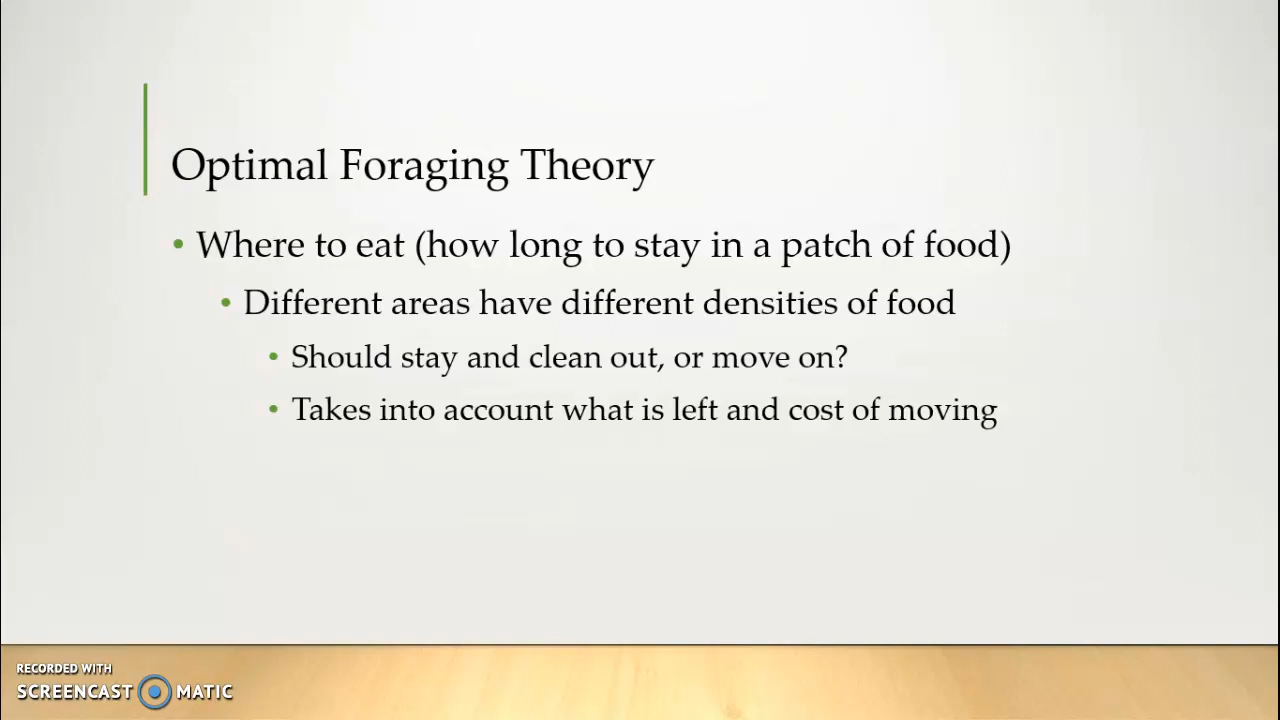 Optimal Foraging Theory
• Where to eat (how long to stay in a patch of food)
• Different areas have different densities of food
• Should stay and clean out, or move on?
• Takes into account what is left and cost of moving
RECORDED WITH
SCREENCAST MATIC